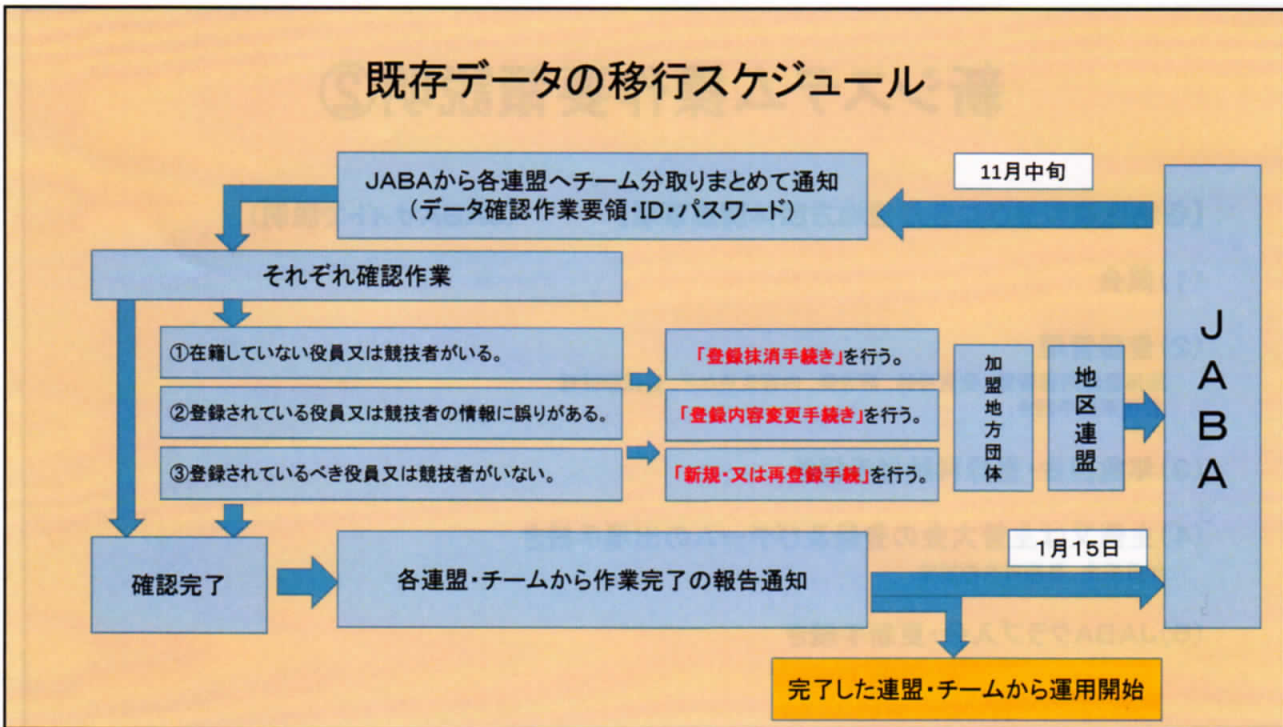 既存データの移行スケジュール
11月中旬
JABAから各連盟へチーム分取りまとめて通知
(データ確認作業要領・ID・パスワード)
それぞれ確認作業
①在籍していない役員又は競技者がいる。
「登録抹消手続き」を行う。
②登録されている役員又は競技者の情報に誤りがある。
「登録内容変更手続き」を行う。
③登録されているべき役員又は競技者がいない。
「新規・又は再登録手続」を行う。
加盟地方団体
地区連盟
JABA
確認完了
各連盟・チームから作業完了の報告通知
1月15日
完了した連盟・チームから運用開始